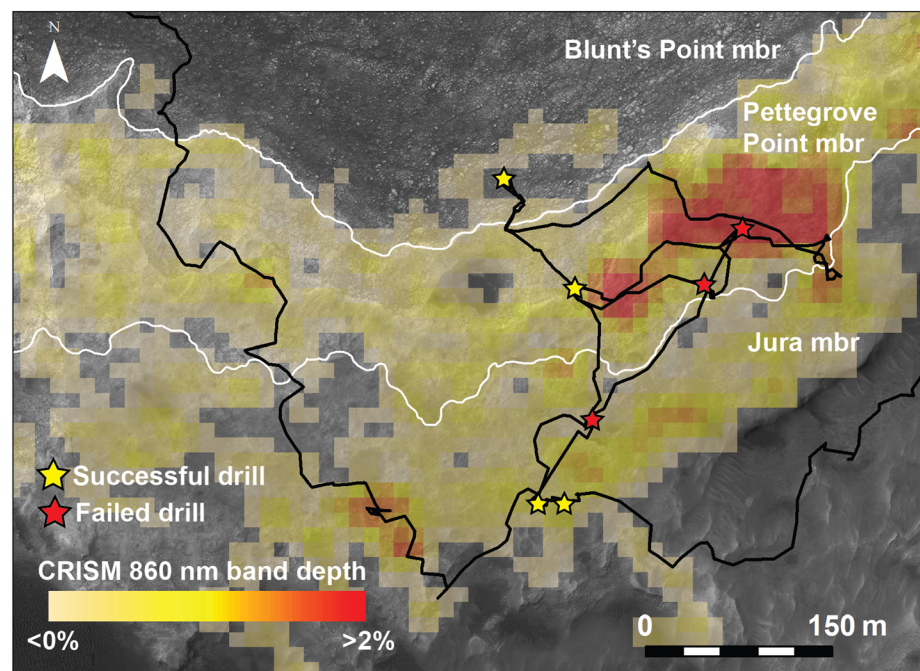 N
Blunt's Point mbr
Pettegrove
Point mbr
Jura mbr
Successful drill
Failed drill
CRISM 860 nm band depth
<0%
>2%
0
150 m